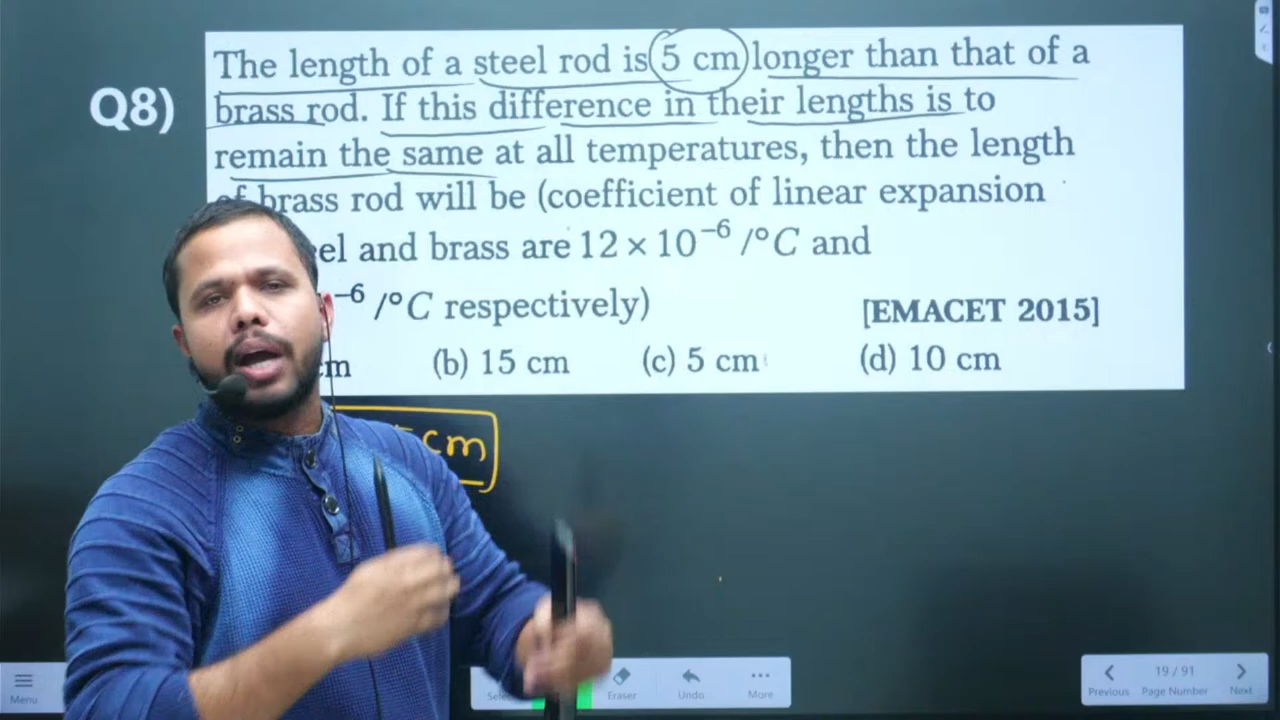 Q8)
The length of a steel rod is 5 cm longer than that of a
brass rod. If this difference in their lengths is to
remain the same at all temperatures, then the length
of brass rod will be (coefficient of linear expansion
el and brass are 12 × 10⁻⁶ /°C and
⁻⁶ /°C respectively)
[EMACET 2015]
m (b) 15 cm (c) 5 cm (d) 10 cm
cm
Menu
Eraser
Undo
More
Previous
19 / 91
Page Number
Next